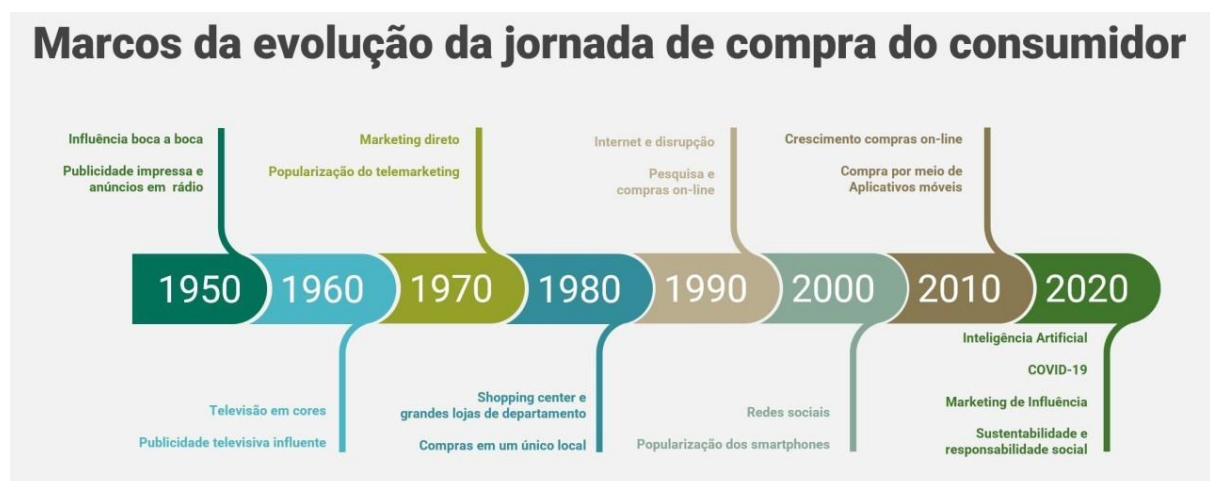 Marcos da evolução da jornada de compra do consumidor
Influência boca a boca
Publicidade impressa e
anúncios em rádio
Marketing direto
Popularização do telemarketing
Internet e disrupção
Pesquisa e
compras on-line
Crescimento compras on-line
Compra por meio de
Aplicativos móveis
1950
1960
1970
1980
1990
2000
2010
2020
Televisão em cores
Publicidade televisiva influente
Shopping center e
grandes lojas de departamento
Compras em um único local
Redes sociais
Popularização dos smartphones
Inteligência Artificial
COVID-19
Marketing de Influência
Sustentabilidade e
responsabilidade social